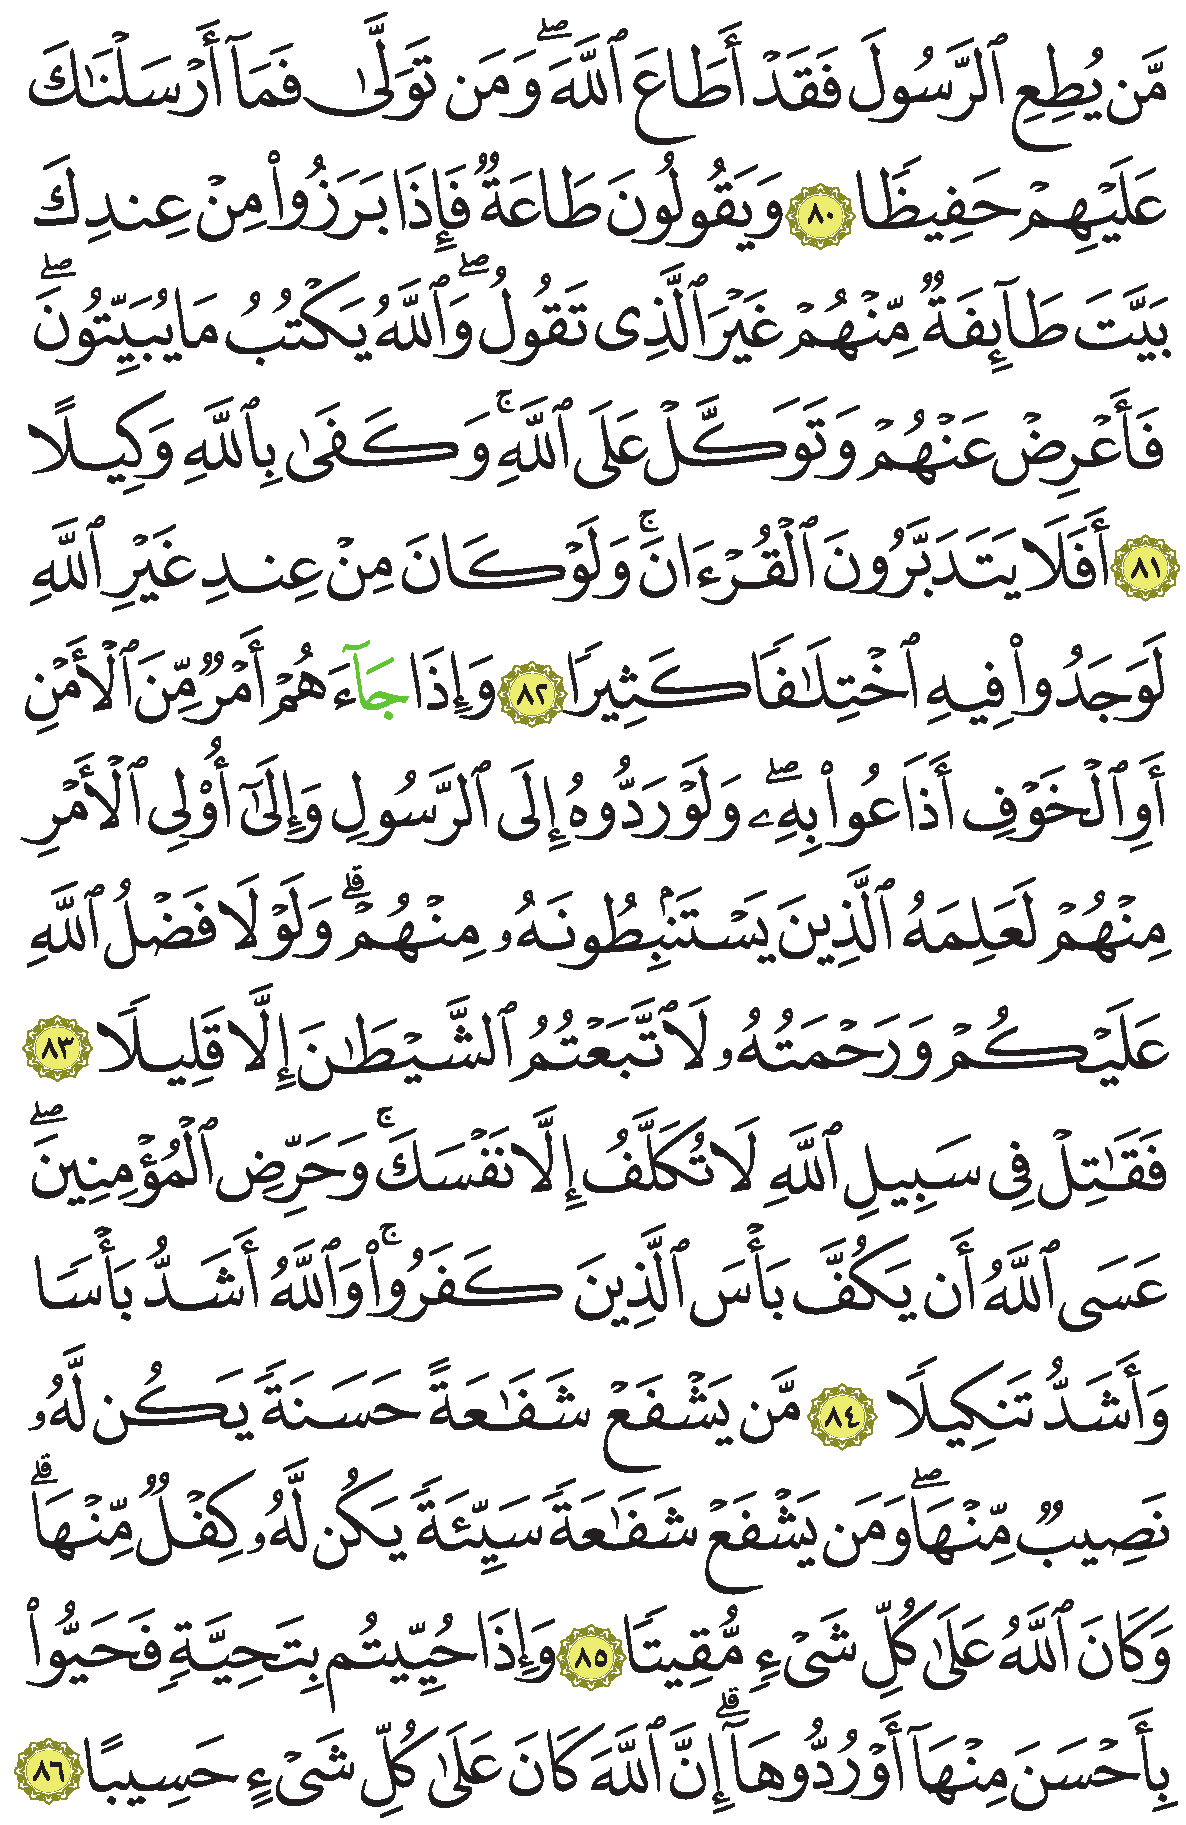 مَّن يُطِعِ ٱلرَّسُولَ فَقَدۡ أَطَاعَ ٱللَّهَۖ وَمَن تَوَلَّىٰ فَمَآ أَرۡسَلۡنَٰكَ
عَلَيۡهِمۡ حَفِيظٗا ٨٠ وَيَقُولُونَ طَاعَةٞ فَإِذَا بَرَزُواْ مِنۡ عِندِكَ
بَيَّتَ طَآئِفَةٞ مِّنۡهُمۡ غَيۡرَ ٱلَّذِي تَقُولُۖ وَٱللَّهُ يَكۡتُبُ مَا يُبَيِّتُونَۖ
فَأَعۡرِضۡ عَنۡهُمۡ وَتَوَكَّلۡ عَلَى ٱللَّهِۚ وَكَفَىٰ بِٱللَّهِ وَكِيلًا
٨١ أَفَلَا يَتَدَبَّرُونَ ٱلۡقُرۡءَانَۚ وَلَوۡ كَانَ مِنۡ عِندِ غَيۡرِ ٱللَّهِ
لَوَجَدُواْ فِيهِ ٱخۡتِلَٰفٗا كَثِيرٗا ٨٢ وَإِذَا جَآءَهُمۡ أَمۡرٞ مِّنَ ٱلۡأَمۡنِ
أَوِ ٱلۡخَوۡفِ أَذَاعُواْ بِهِۦۖ وَلَوۡ رَدُّوهُ إِلَى ٱلرَّسُولِ وَإِلَىٰٓ أُوْلِي ٱلۡأَمۡرِ
مِنۡهُمۡ لَعَلِمَهُ ٱلَّذِينَ يَسۡتَنۢبِطُونَهُۥ مِنۡهُمۡۗ وَلَوۡلَا فَضۡلُ ٱللَّهِ
عَلَيۡكُمۡ وَرَحۡمَتُهُۥ لَٱتَّبَعۡتُمُ ٱلشَّيۡطَٰنَ إِلَّا قَلِيلٗا ٨٣
فَقَٰتِلۡ فِي سَبِيلِ ٱللَّهِ لَا تُكَلَّفُ إِلَّا نَفۡسَكَۚ وَحَرِّضِ ٱلۡمُؤۡمِنِينَۖ
عَسَى ٱللَّهُ أَن يَكُفَّ بَأۡسَ ٱلَّذِينَ كَفَرُواْۚ وَٱللَّهُ أَشَدُّ بَأۡسٗا
وَأَشَدُّ تَنكِيلٗا ٨٤ مَّن يَشۡفَعۡ شَفَٰعَةً حَسَنَةٗ يَكُن لَّهُۥ
نَصِيبٞ مِّنۡهَاۖ وَمَن يَشۡفَعۡ شَفَٰعَةٗ سَيِّئَةٗ يَكُن لَّهُۥ كِفۡلٞ مِّنۡهَاۗ
وَكَانَ ٱللَّهُ عَلَىٰ كُلِّ شَيۡءٖ مُّقِيتٗا ٨٥ وَإِذَا حُيِّيتُم بِتَحِيَّةٖ فَحَيُّواْ
بِأَحۡسَنَ مِنۡهَآ أَوۡ رُدُّوهَآۗ إِنَّ ٱللَّهَ كَانَ عَلَىٰ كُلِّ شَيۡءٍ حَسِيبًا ٨٦